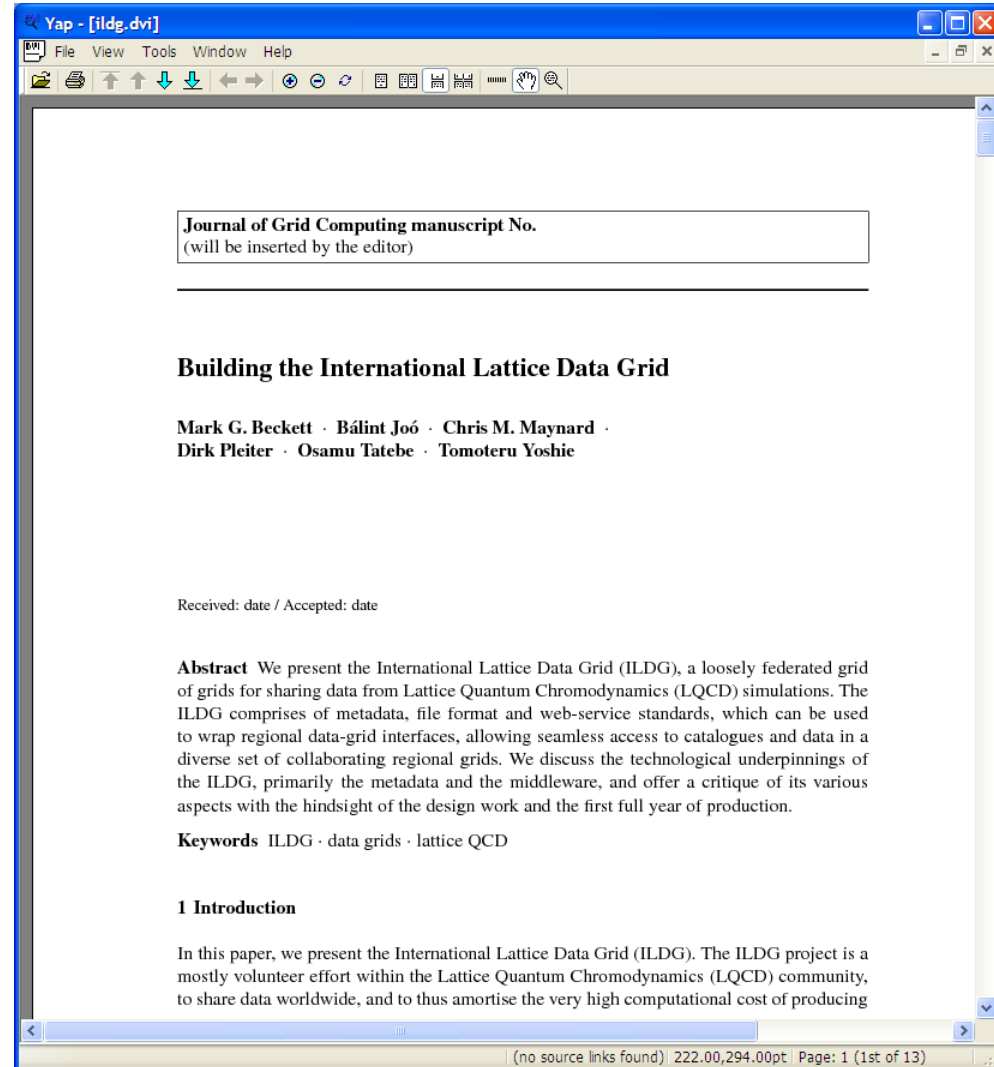 Yap - [ildg.dvi]
File View Tools Window Help
Journal of Grid Computing manuscript No.
(will be inserted by the editor)
Building the International Lattice Data Grid
Mark G. Beckett · Bálint Joó · Chris M. Maynard ·
Dirk Pleiter · Osamu Tatebe · Tomoteru Yoshie
Received: date / Accepted: date
Abstract We present the International Lattice Data Grid (ILDG), a loosely federated grid
of grids for sharing data from Lattice Quantum Chromodynamics (LQCD) simulations. The
ILDG comprises of metadata, file format and web-service standards, which can be used
to wrap regional data-grid interfaces, allowing seamless access to catalogues and data in a
diverse set of collaborating regional grids. We discuss the technological underpinnings of
the ILDG, primarily the metadata and the middleware, and offer a critique of its various
aspects with the hindsight of the design work and the first full year of production.
Keywords ILDG · data grids · lattice QCD
1 Introduction
In this paper, we present the International Lattice Data Grid (ILDG). The ILDG project is a
mostly volunteer effort within the Lattice Quantum Chromodynamics (LQCD) community,
to share data worldwide, and to thus amortise the very high computational cost of producing
(no source links found) 222.00,294.00pt Page: 1 (1st of 13)